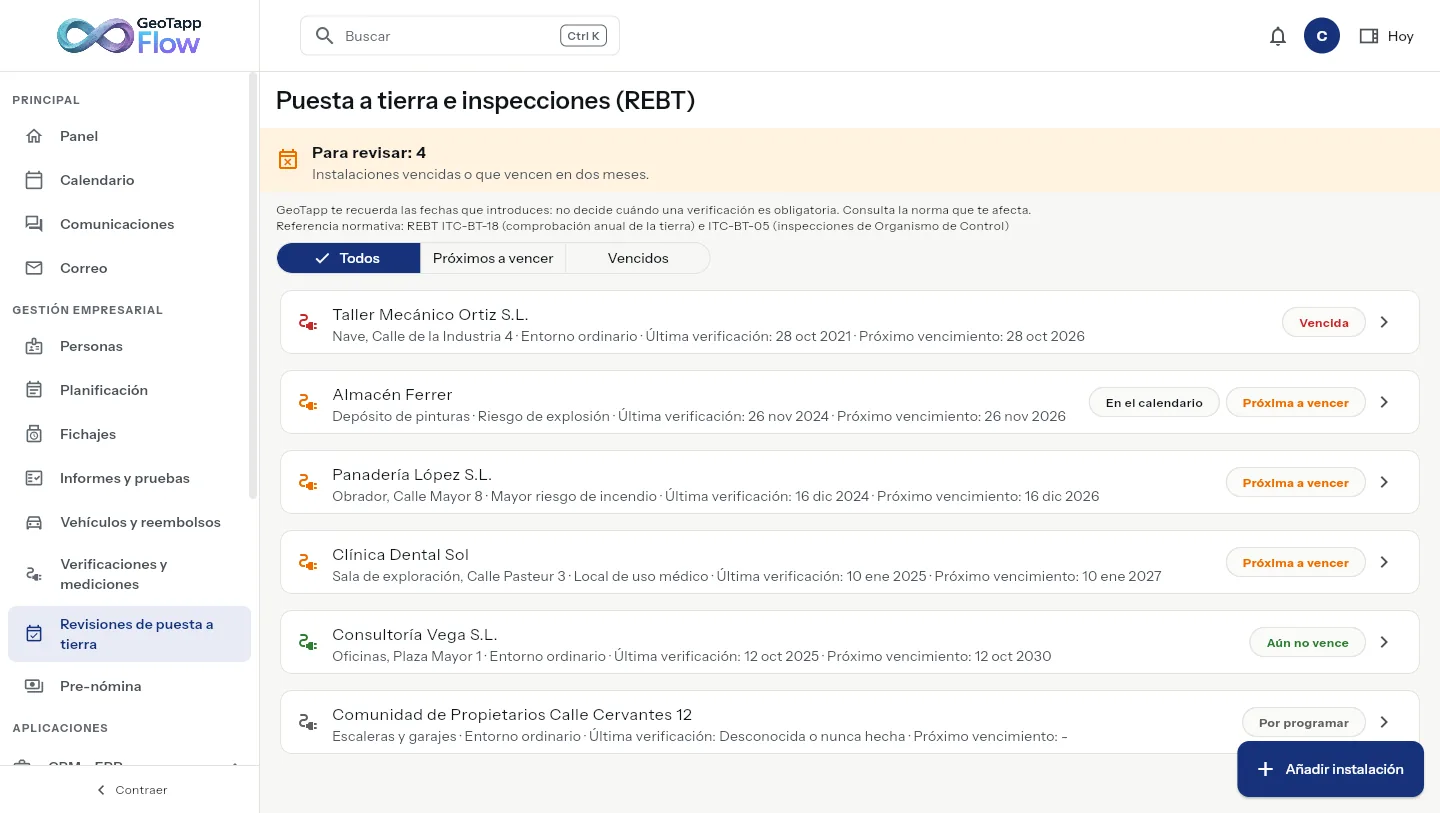 GeoTapp
Flow
Buscar
Ctrl K
C
Hoy
PRINCIPAL
Panel
Calendario
Comunicaciones
Correo
GESTIÓN EMPRESARIAL
Personas
Planificación
Fichajes
Informes y pruebas
Vehículos y reembolsos
Verificaciones y
mediciones
Revisiones de puesta a
tierra
Pre-nómina
APLICACIONES
Contraer
Puesta a tierra e inspecciones (REBT)
Para revisar: 4
Instalaciones vencidas o que vencen en dos meses.
GeoTapp te recuerda las fechas que introduces: no decide cuándo una verificación es obligatoria. Consulta la norma que te afecta.
Referencia normativa: REBT ITC-BT-18 (comprobación anual de la tierra) e ITC-BT-05 (inspecciones de Organismo de Control)
Todos
Próximos a vencer
Vencidos
Taller Mecánico Ortiz S.L.
Nave, Calle de la Industria 4 · Entorno ordinario · Última verificación: 28 oct 2021 · Próximo vencimiento: 28 oct 2026
Vencida
Almacén Ferrer
Depósito de pinturas · Riesgo de explosión · Última verificación: 26 nov 2024 · Próximo vencimiento: 26 nov 2026
En el calendario
Próxima a vencer
Panadería López S.L.
Obrador, Calle Mayor 8 · Mayor riesgo de incendio · Última verificación: 16 dic 2024 · Próximo vencimiento: 16 dic 2026
Próxima a vencer
Clínica Dental Sol
Sala de exploración, Calle Pasteur 3 · Local de uso médico · Última verificación: 10 ene 2025 · Próximo vencimiento: 10 ene 2027
Próxima a vencer
Consultoría Vega S.L.
Oficinas, Plaza Mayor 1 · Entorno ordinario · Última verificación: 12 oct 2025 · Próximo vencimiento: 12 oct 2030
Aún no vence
Comunidad de Propietarios Calle Cervantes 12
Escaleras y garajes · Entorno ordinario · Última verificación: Desconocida o nunca hecha · Próximo vencimiento: –
Por programar
Añadir instalación